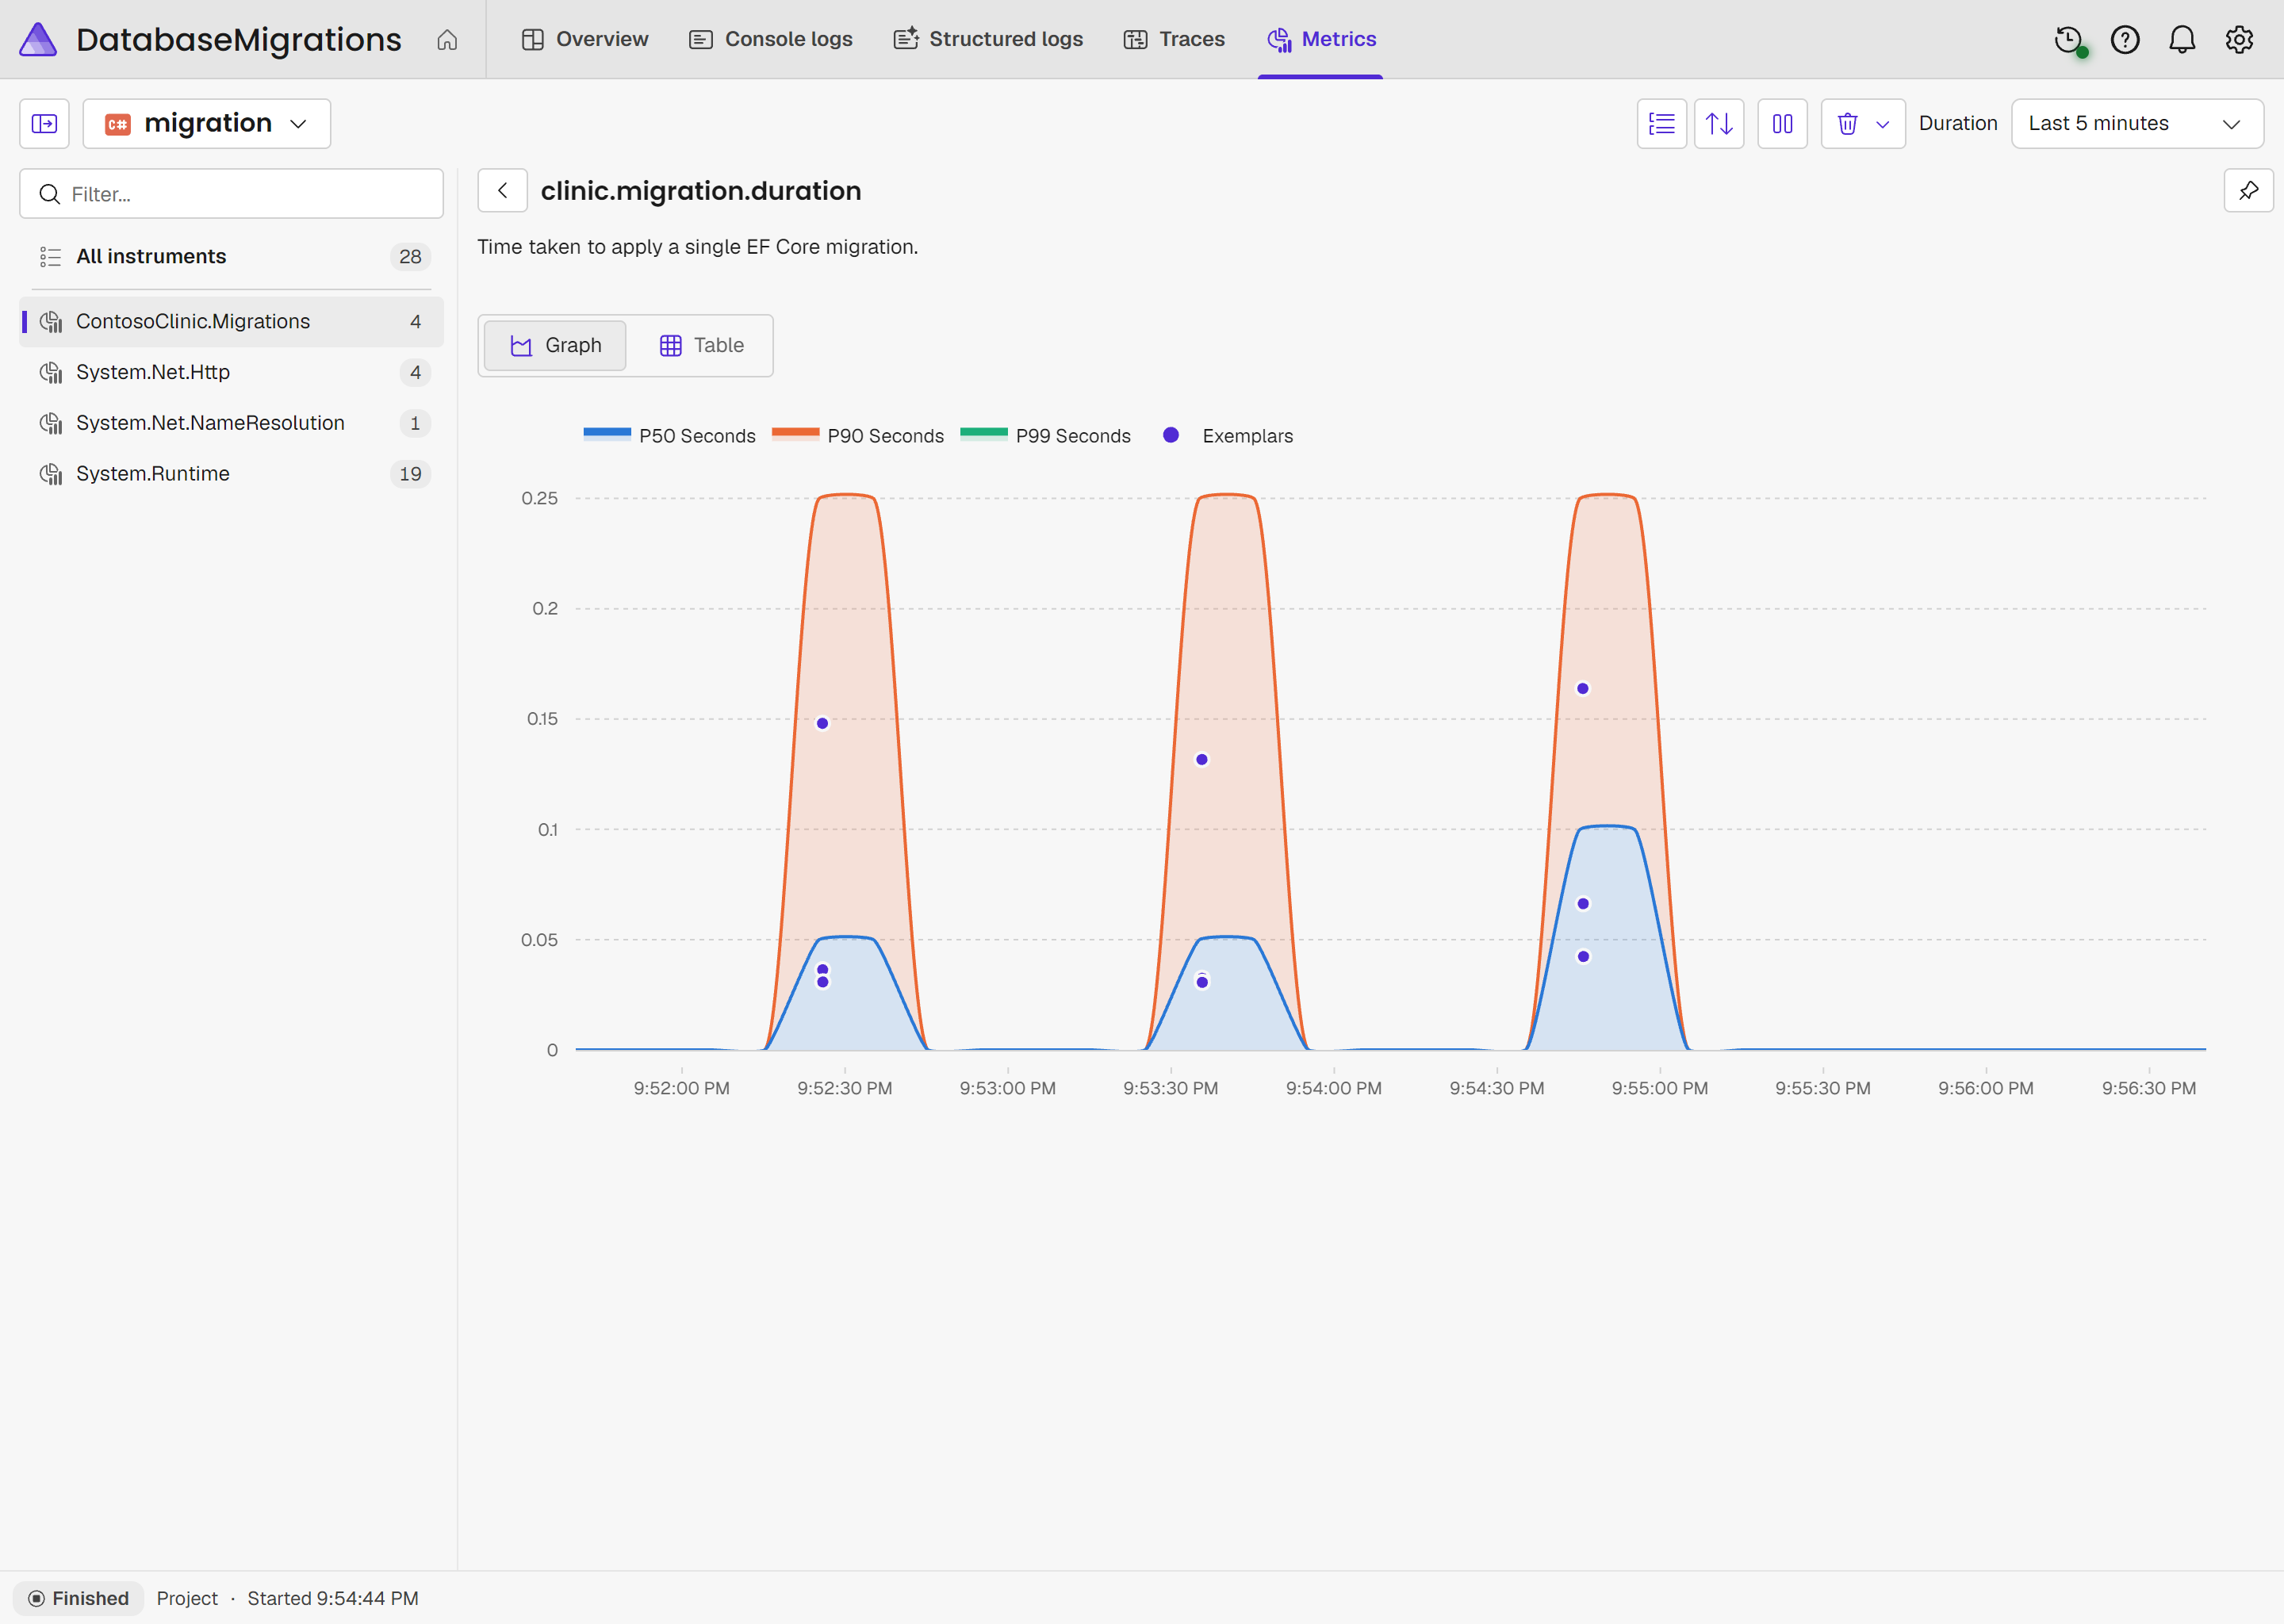 DatabaseMigrations
Overview
Console logs
Structured logs
Traces
Metrics
C# migration
Duration
Last 5 minutes
Filter...
All instruments 28
ContosoClinic.Migrations 4
System.Net.Http 4
System.Net.NameResolution 1
System.Runtime 19
clinic.migration.duration
Time taken to apply a single EF Core migration.
Graph
Table
P50 Seconds
P90 Seconds
P99 Seconds
Exemplars
0.25
0.2
0.15
0.1
0.05
0
9:52:00 PM
9:52:30 PM
9:53:00 PM
9:53:30 PM
9:54:00 PM
9:54:30 PM
9:55:00 PM
9:55:30 PM
9:56:00 PM
9:56:30 PM
Finished
Project · Started 9:54:44 PM